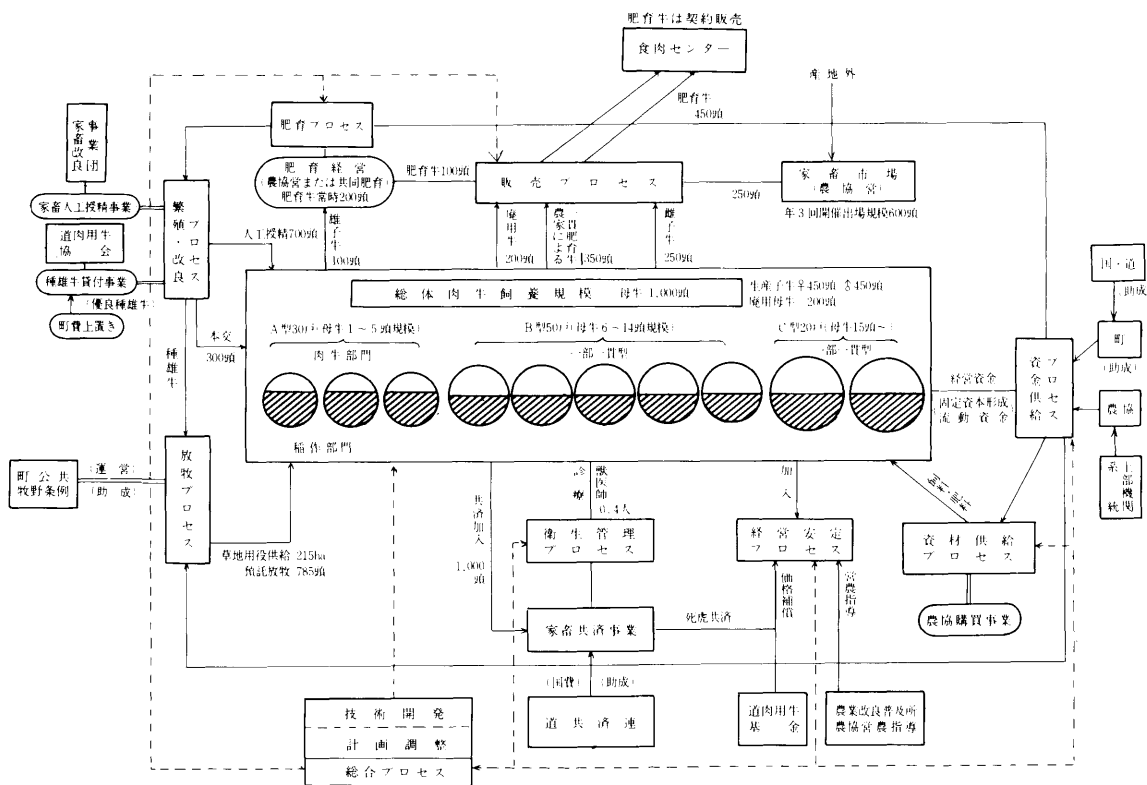 肥育牛は契約販売
食肉センター
産地外
肥育牛
450頭
肥育プロセス
家畜改良
事業団
肥育経営
(農協営または共同肥育)
肥育牛常時200頭
肥育牛100頭
販売プロセス
250頭
家畜市場
(農協営)
年3回開催出場規模600頭
家畜人工授精事業
繁殖・改良
プロセス
道肉用牛
協会
種雄牛貸付事業
(優良種雄牛)
町費上置き
人工授精700頭
雌子牛
100頭
廃用牛
200頭
農家による
一貫肥育牛
350頭
雌子牛
250頭
国・道
(助成)
町
(助成)
総体肉牛飼養規模 母牛1,000頭
生産子牛♀450頭 ♂450頭
廃用母牛 200頭
A型30戸(母牛1~5頭規模)
肉牛部門
B型50戸(母牛6~14頭規模)
一部一貫型
C型20戸(母牛15頭~)
一部一貫型
稲作部門
本交
300頭
種雄牛
経営資金
(固定資本形成)
流動資金
資金供給
プロセス
農協
系統
上部機関
町公共
牧野条例
(運営)
(助成)
放牧プロセス
草地用役供給 215ha
預託放牧 785頭
共済加入
1,000頭
診療
獣医師
0.4人
加入
飼料・肥料
衛生管理
プロセス
経営安定
プロセス
資材供給
プロセス
農協購買事業
価格補償
営農指導
家畜共済事業
死廃共済
(国費)
(助成)
道共済連
道肉用牛
基金
農業改良普及所
農協営農指導
技術開発
計画調整
総合プロセス